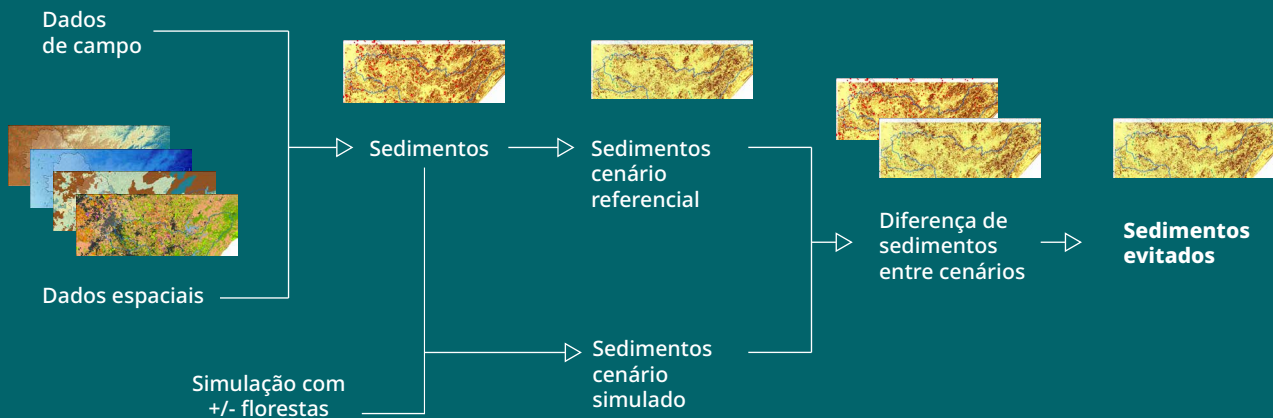 Dados
de campo
Dados espaciais
Simulação com
+/- florestas
Sedimentos
Sedimentos
cenário
referencial
Sedimentos
cenário
simulado
Diferença de
sedimentos
entre cenários
Sedimentos
evitados